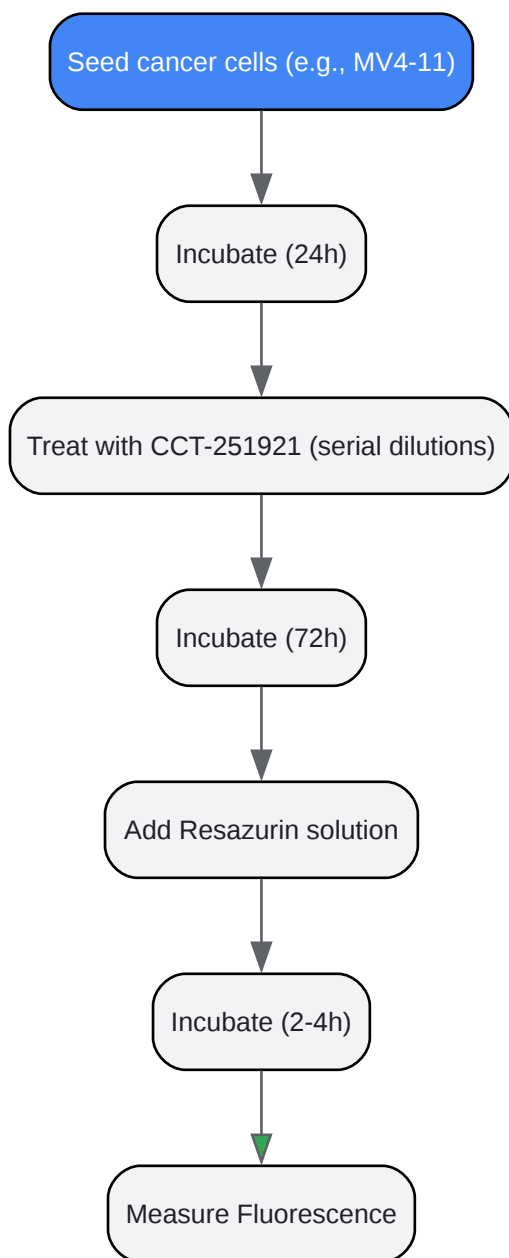 Seed cancer cells (e.g., MV4-11)
Incubate (24h)
Treat with CCT-251921 (serial dilutions)
Incubate (72h)
Add Resazurin solution
Incubate (2-4h)
Measure Fluorescence